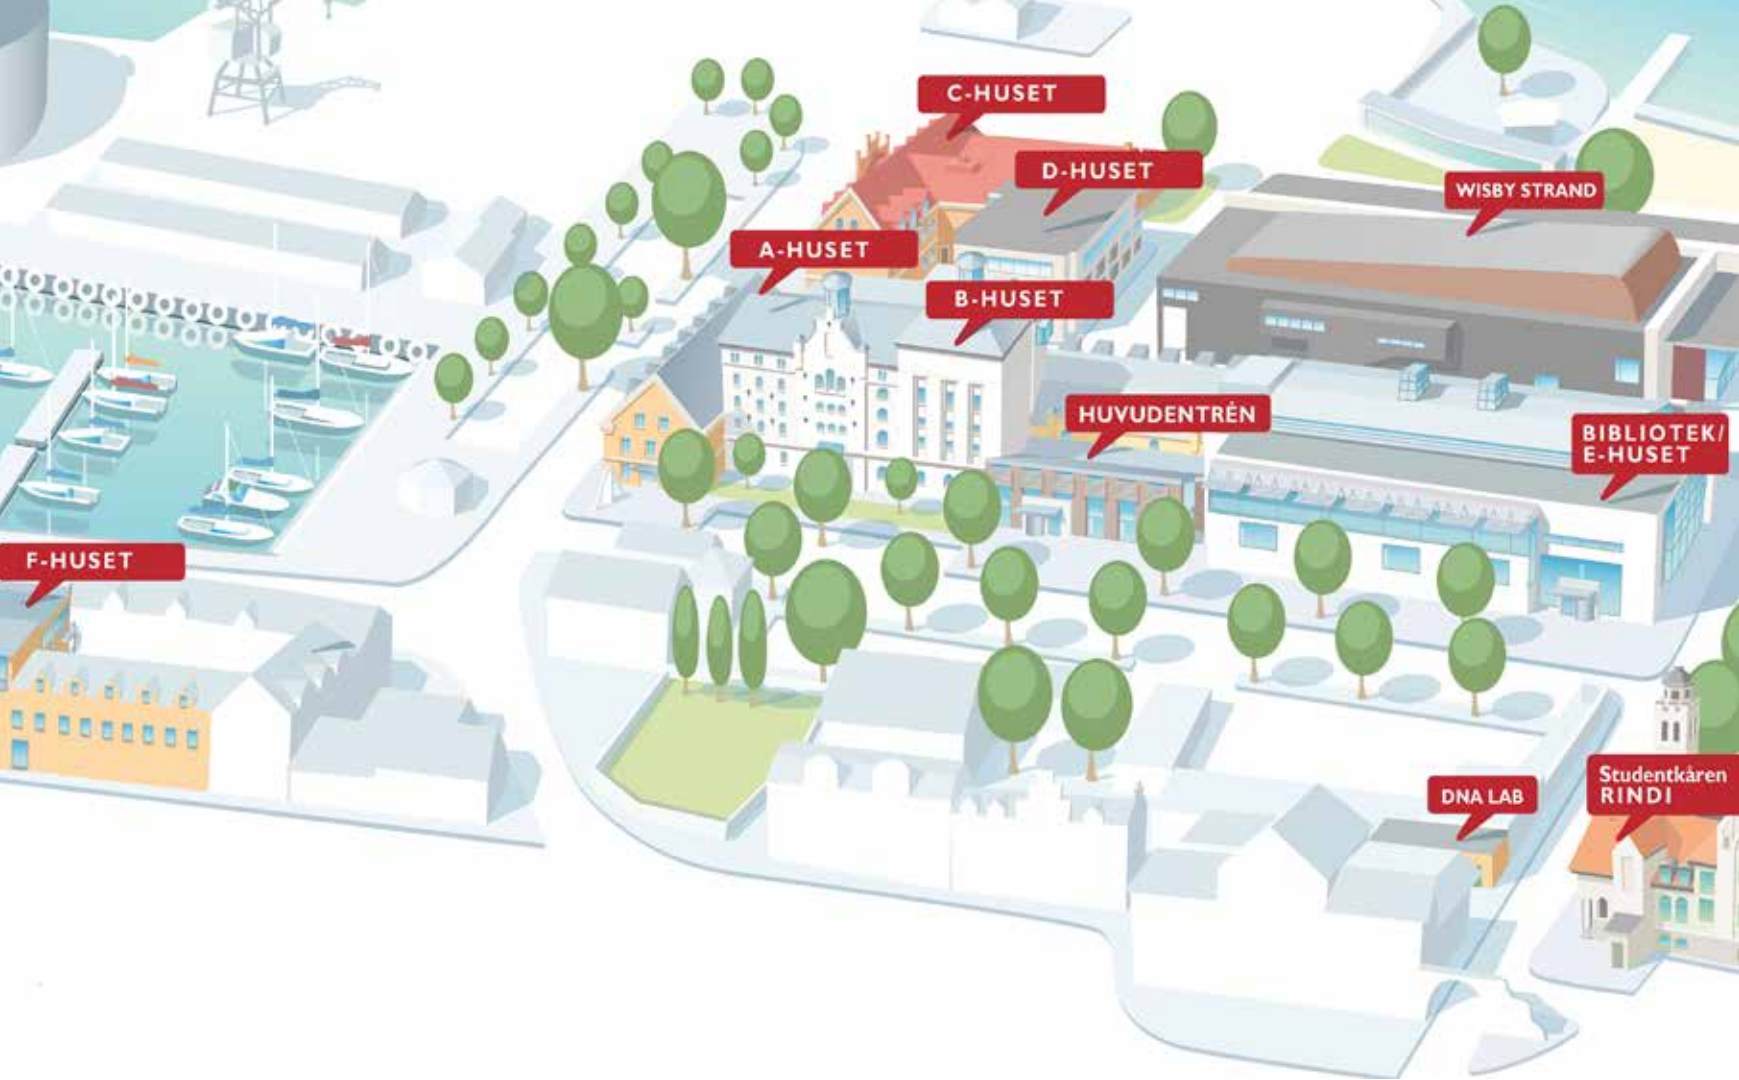 C-HUSET
D-HUSET
WISBY STRAND
A-HUSET
B-HUSET
HUVUDENTRÉN
BIBLIOTEK/
E-HUSET
F-HUSET
Studentkåren
RINDI
DNA LAB